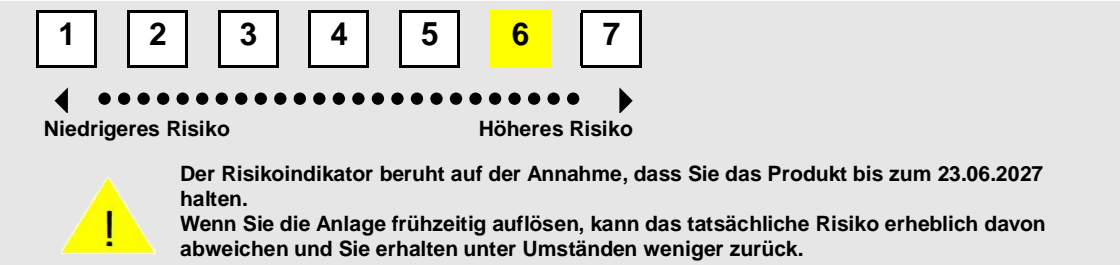 1 2 3 4 5 6 7
Niedrigeres Risiko Höheres Risiko
Der Risikoindikator beruht auf der Annahme, dass Sie das Produkt bis zum 23.06.2027
halten.
Wenn Sie die Anlage frühzeitig auflösen, kann das tatsächliche Risiko erheblich davon
abweichen und Sie erhalten unter Umständen weniger zurück.
!